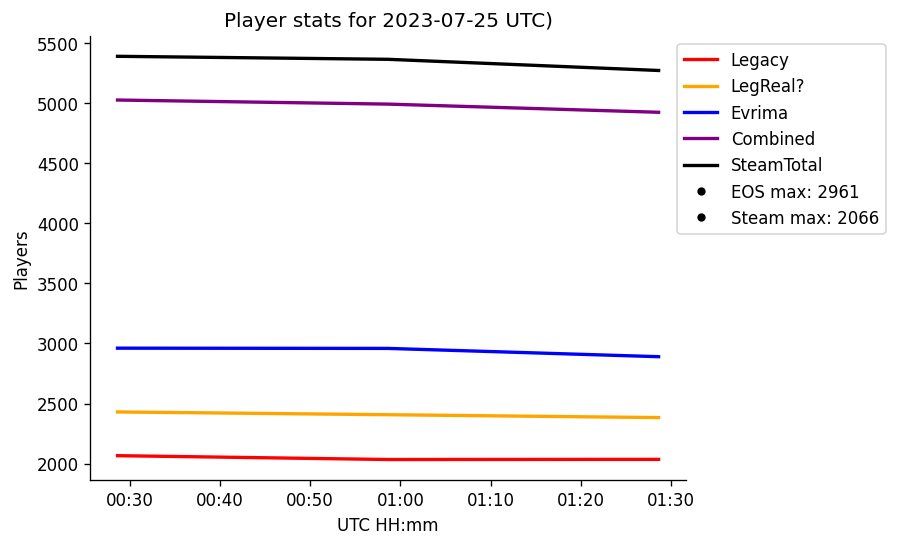 Player stats for 2023-07-25 UTC)
5500
5000
4500
4000
3500
3000
2500
2000
Players
00:30
00:40
00:50
01:00
01:10
01:20
01:30
UTC HH:mm
Legacy
LegReal?
Evrima
Combined
SteamTotal
EOS max: 2961
Steam max: 2066